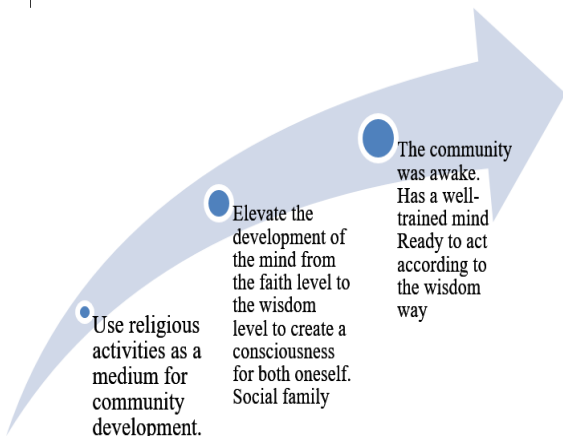 Use religious
activities as a
medium for
community
development.
Elevate the
development of
the mind from
the faith level to
the wisdom
level to create a
consciousness
for both oneself.
Social family
The community
was awake.
Has a well-
trained mind
Ready to act
according to
the wisdom
way